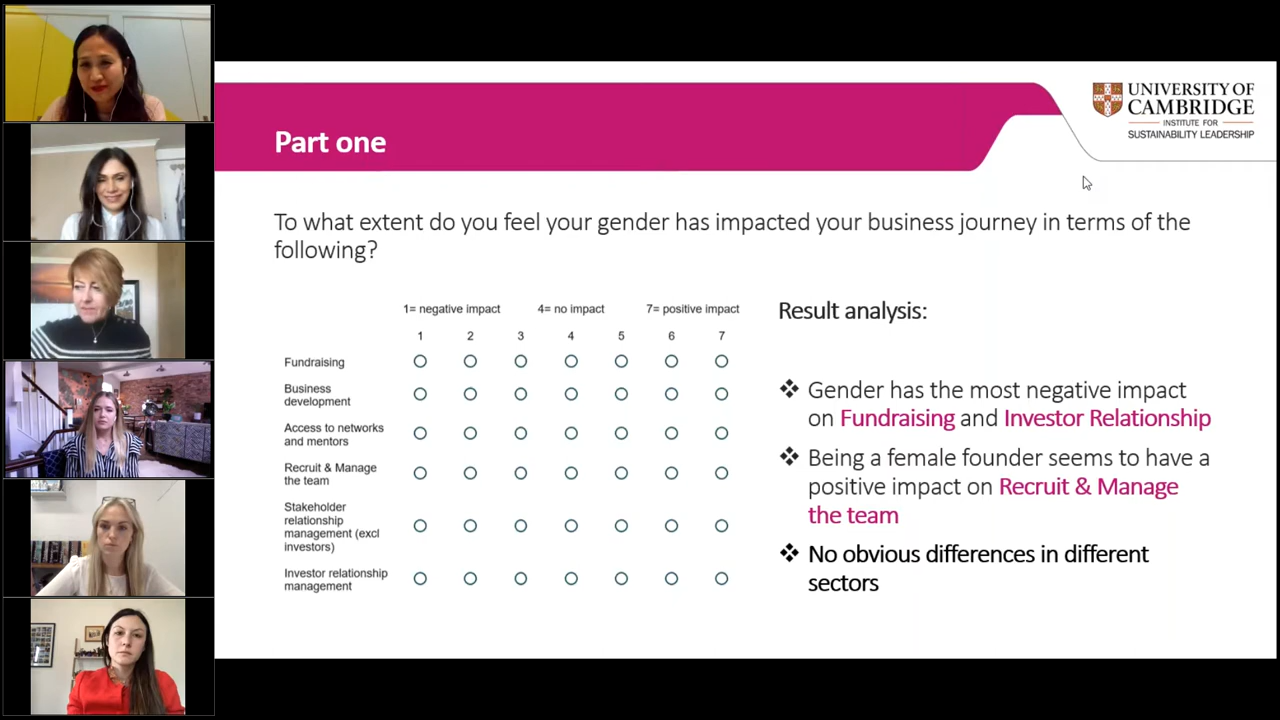 UNIVERSITY OF
CAMBRIDGE
INSTITUTE FOR
SUSTAINABILITY LEADERSHIP
Part one
To what extent do you feel your gender has impacted your business journey in terms of the
following?
1= negative impact 4= no impact 7= positive impact
1 2 3 4 5 6 7
Fundraising
Business
development
Access to networks
and mentors
Recruit & Manage
the team
Stakeholder
relationship
management (excl
investors)
Investor relationship
management
Result analysis:
Gender has the most negative impact
on Fundraising and Investor Relationship
Being a female founder seems to have a
positive impact on Recruit & Manage
the team
No obvious differences in different
sectors